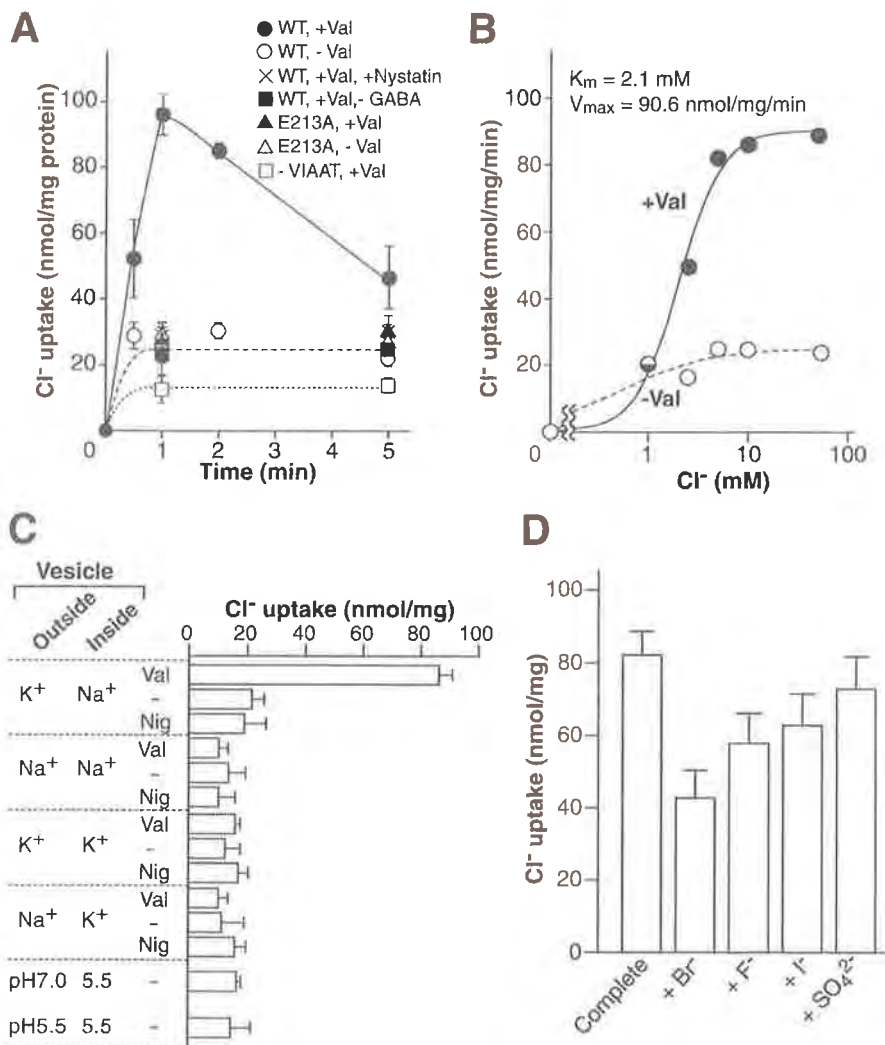 A
● WT, +Val
○ WT, - Val
× WT, +Val, +Nystatin
■ WT, +Val,- GABA
▲ E213A, +Val
△ E213A, - Val
□ - VIAAT, +Val
Cl⁻ uptake (nmol/mg protein)
100
80
60
40
20
0
1
2
5
Time (min)
B
Km = 2.1 mM
Vmax = 90.6 nmol/mg/min
Cl⁻ uptake (nmol/mg/min)
100
80
60
40
20
0
+Val
-Val
0
1
10
100
Cl⁻ (mM)
C
Vesicle
Outside
Inside
Cl⁻ uptake (nmol/mg)
0 20 40 60 80 100
Val
K⁺ Na⁺ -
Nig
Val
Na⁺ Na⁺ -
Nig
Val
K⁺ K⁺ -
Nig
Val
Na⁺ K⁺ -
Nig
pH7.0 5.5 -
pH5.5 5.5 -
D
Cl⁻ uptake (nmol/mg)
100
80
60
40
20
0
Complete
+ Br⁻
+ F⁻
+ I⁻
+ SO₄²⁻